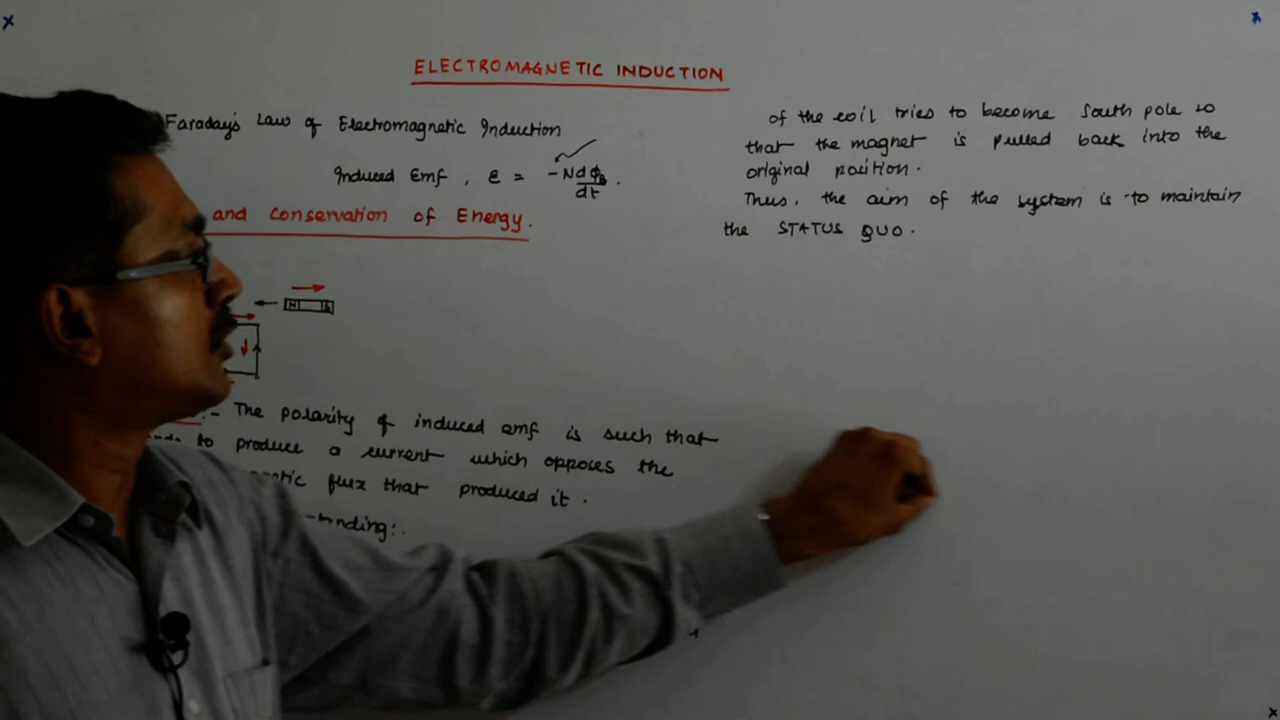 ELECTROMAGNETIC INDUCTION
Faraday's Law of Electromagnetic Induction
Induced Emf, ε = -N dϕB/dt.
and Conservation of Energy.
N S
:- The polarity of induced emf is such that
to produce a current which opposes the
flux that produced it.
of the coil tries to become South pole so
that the magnet is pulled back into the
original position.
Thus, the aim of the system is to maintain
the STATUS QUO.